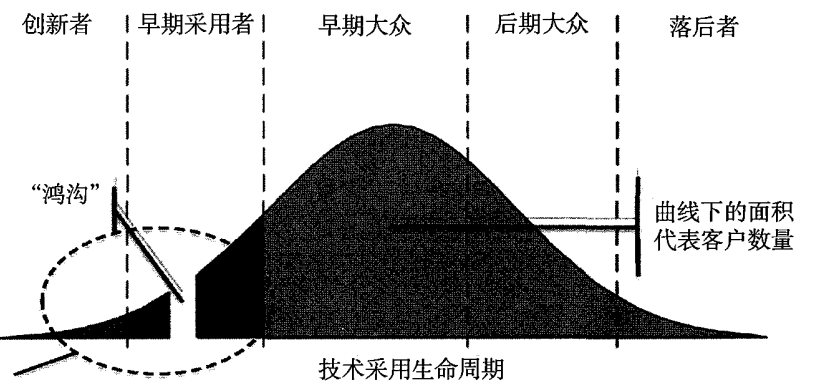 创新者
早期采用者
早期大众
后期大众
落后者
“鸿沟”
曲线下的面积
代表客户数量
技术采用生命周期